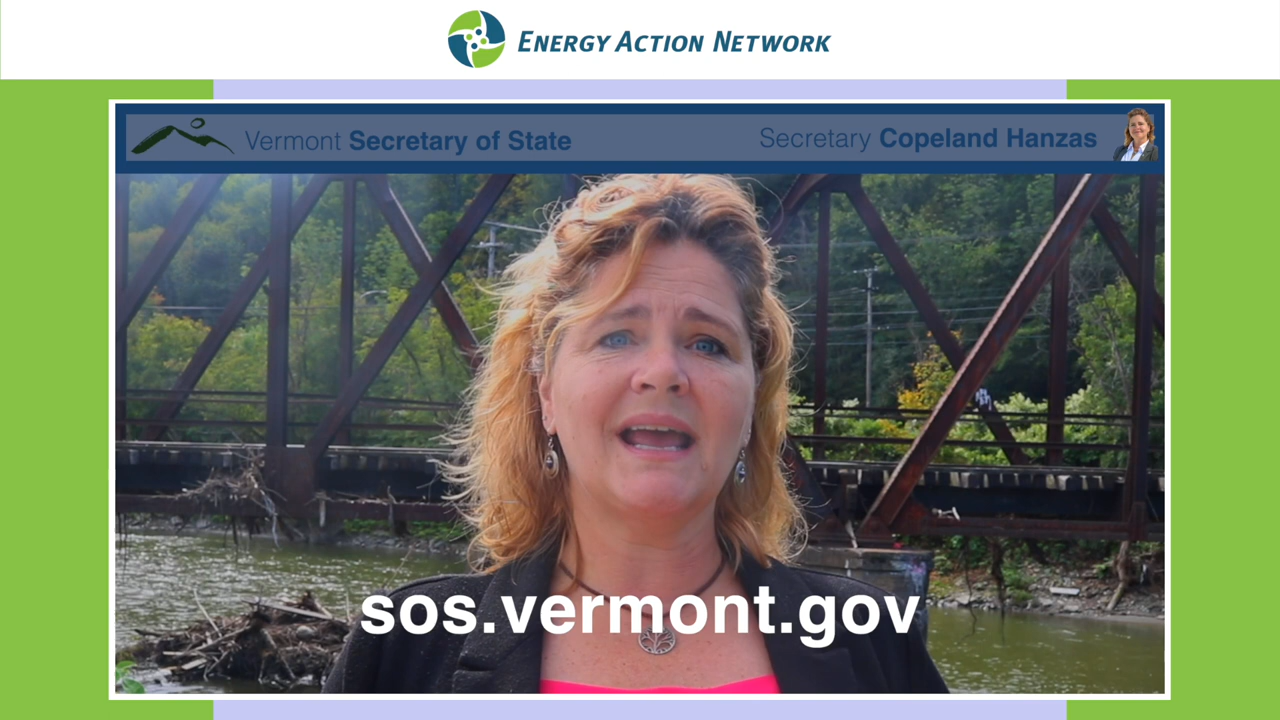 ENERGY ACTION NETWORK
Vermont Secretary of State
Secretary Copeland Hanzas
sos.vermont.gov